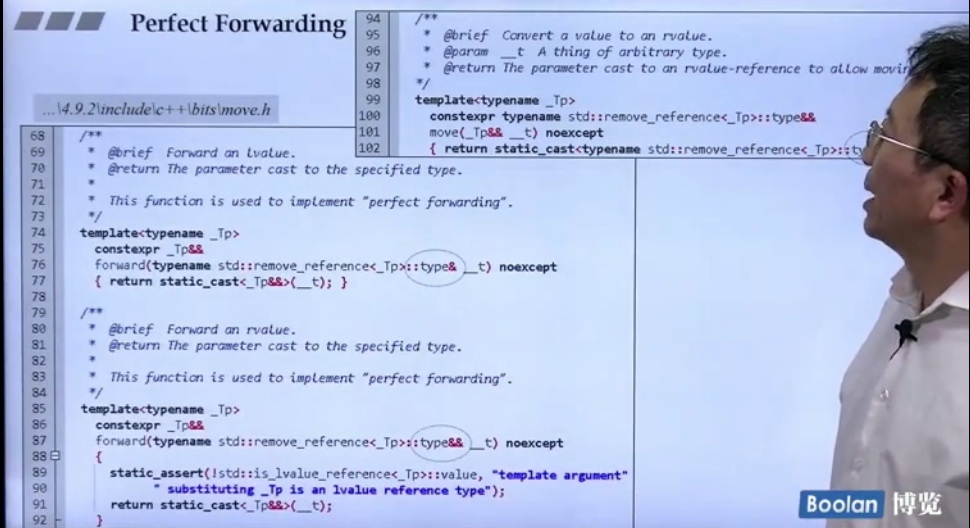 Perfect Forwarding
...\4.9.2\include\c++\bits\move.h
94 /**
95 * @brief Convert a value to an rvalue.
96 * @param __t A thing of arbitrary type.
97 * @return The parameter cast to an rvalue-reference to allow movin
98 */
99 template<typename _Tp>
100 constexpr typename std::remove_reference<_Tp>::type&&
101 move(_Tp&& __t) noexcept
102 { return static_cast<typename std::remove_reference<_Tp>::ty
68 /**
69 * @brief Forward an lvalue.
70 * @return The parameter cast to the specified type.
71 *
72 * This function is used to implement "perfect forwarding".
73 */
74 template<typename _Tp>
75 constexpr _Tp&&
76 forward(typename std::remove_reference<_Tp>::type& __t) noexcept
77 { return static_cast<_Tp&&>(__t); }
78
79 /**
80 * @brief Forward an rvalue.
81 * @return The parameter cast to the specified type.
82 *
83 * This function is used to implement "perfect forwarding".
84 */
85 template<typename _Tp>
86 constexpr _Tp&&
87 forward(typename std::remove_reference<_Tp>::type&& __t) noexcept
88 {
89 static_assert(!std::is_lvalue_reference<_Tp>::value, "template argument"
90 " substituting _Tp is an lvalue reference type");
91 return static_cast<_Tp&&>(__t);
92 }
Boolan 博览